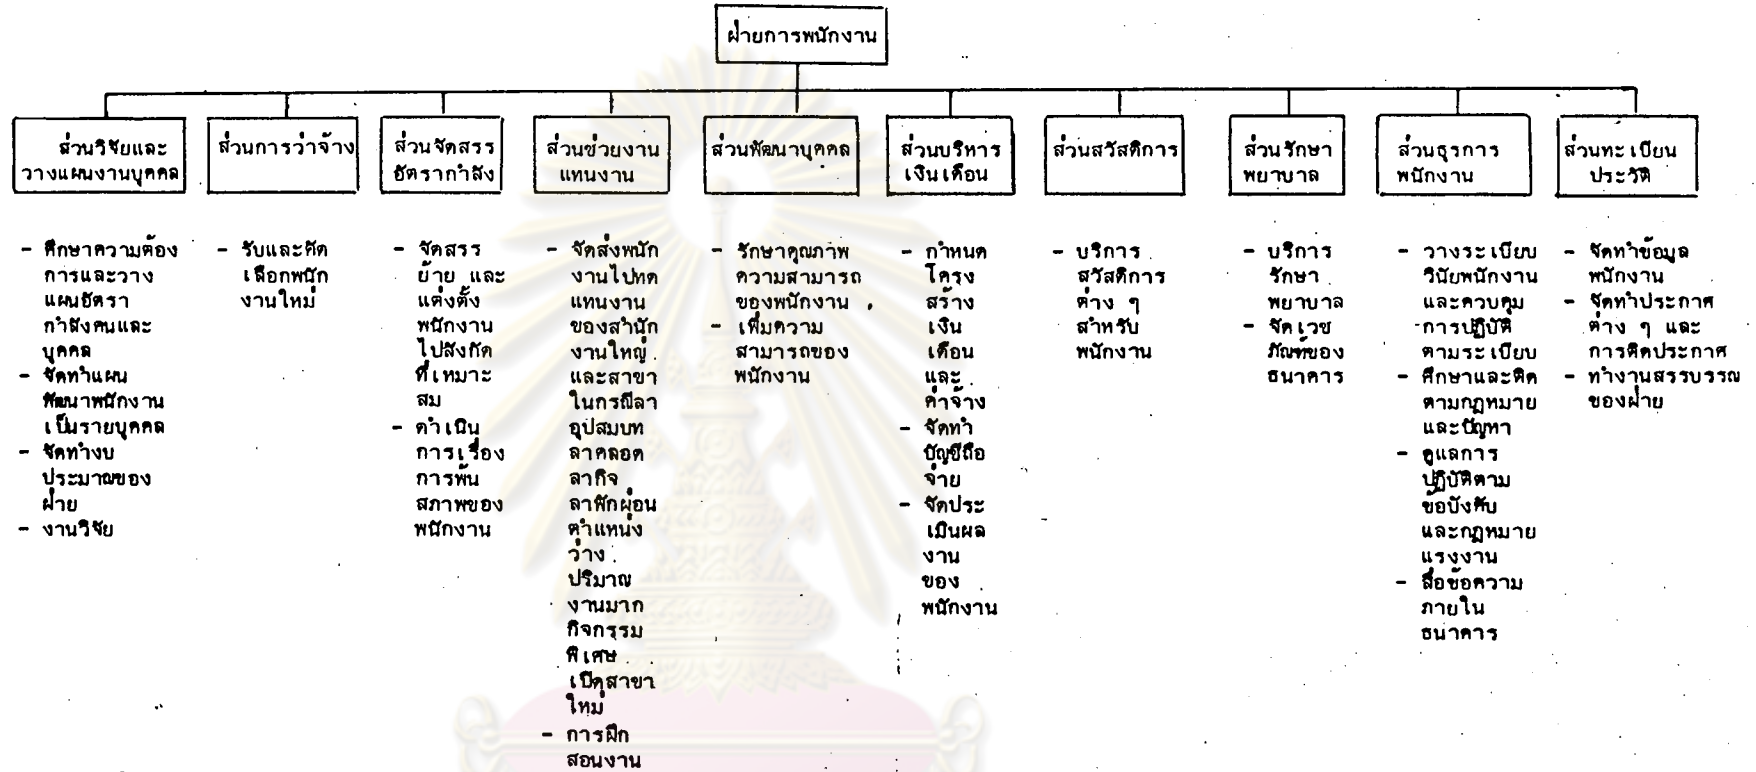 ฝ่ายการพนักงาน
ส่วนวิจัยและ
วางแผนงานบุคคล
- ศึกษาความต้อง
การและวาง
แผนอัตรา
กำลังคนและ
บุคคล
- จัดทำแผน
พัฒนาพนักงาน
เป็นรายบุคคล
- จัดทำงบ
ประมาณของ
ฝ่าย
- งานวิจัย
ส่วนการว่าจ้าง
- รับและคัด
เลือกพนัก
งานใหม่
ส่วนจัดสรร
อัตรากำลัง
- จัดสรร
ย้าย และ
แต่งตั้ง
พนักงาน
ไปสังกัด
ที่เหมาะ
สม
- ดำเนิน
การเรื่อง
การพ้น
สภาพของ
พนักงาน
ส่วนช่วยงาน
แทนงาน
- จัดส่งพนัก
งานไปทด
แทนงาน
ของสำนัก
งานใหญ่
และสาขา
ในกรณีลา
อุปสมบท
ลาคลอด
ลากิจ
ลาพักผ่อน
ตำแหน่ง
ว่าง
ปริมาณ
งานมาก
กิจกรรม
พิเศษ
เปิดสาขา
ใหม่
- การฝึก
สอนงาน
ส่วนพัฒนาบุคคล
- รักษาคุณภาพ
ความสามารถ
ของพนักงาน
- เพิ่มความ
สามารถของ
พนักงาน
ส่วนบริหาร
เงินเดือน
- กำหนด
โครง
สร้าง
เงิน
เดือน
และ
ค่าจ้าง
- จัดทำ
บัญชีถือ
จ่าย
- จัดประ
เมินผล
งาน
ของ
พนักงาน
ส่วนสวัสดิการ
- บริการ
สวัสดิการ
ต่าง ๆ
สำหรับ
พนักงาน
ส่วนรักษา
พยาบาล
- บริการ
รักษา
พยาบาล
- จัดเวช
ภัณฑ์ของ
ธนาคาร
ส่วนธุรการ
พนักงาน
- วางระเบียบ
วินัยพนักงาน
และควบคุม
การปฏิบัติ
ตามระเบียบ
- ศึกษาและติด
ตามกฎหมาย
และปัญหา
- ดูแลการ
ปฏิบัติตาม
ข้อบังคับ
และกฎหมาย
แรงงาน
- สื่อข้อความ
ภายใน
ธนาคาร
ส่วนทะเบียน
ประวัติ
- จัดทำข้อมูล
พนักงาน
- จัดทำประกาศ
ต่าง ๆ และ
การติดประกาศ
- ทำงานสรรบรรณ
ของฝ่าย